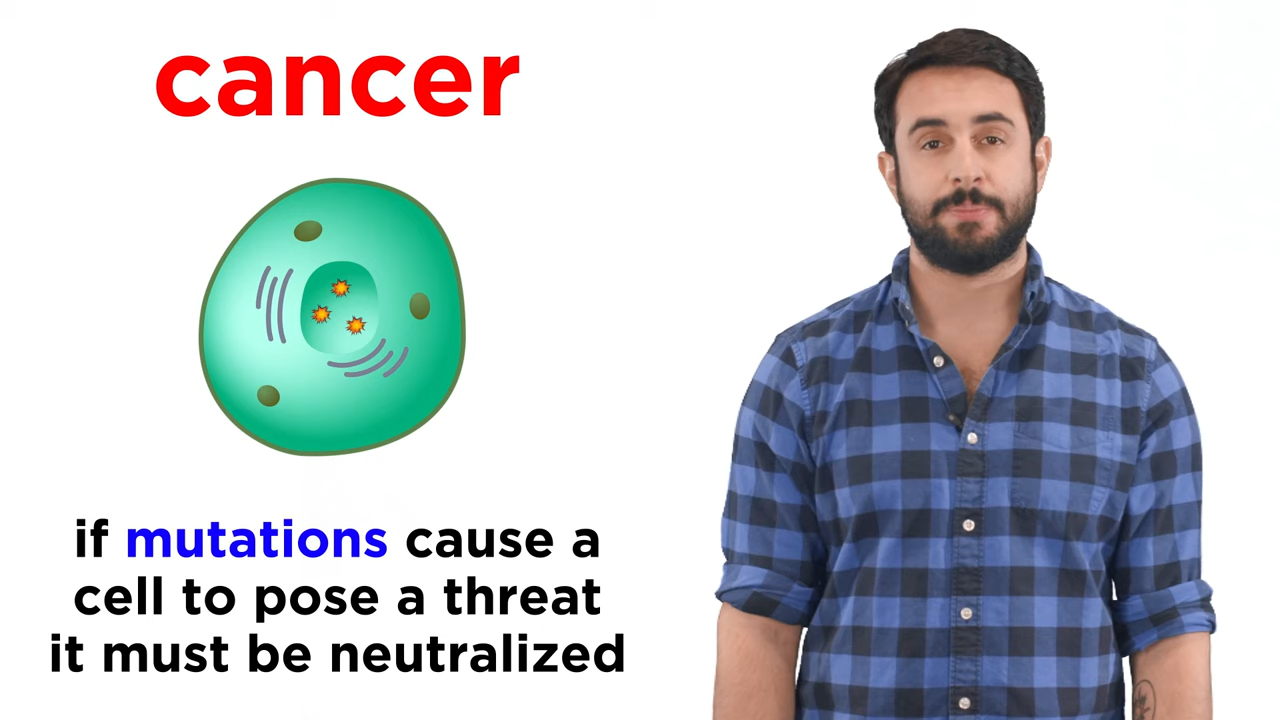 cancer
if mutations cause a
cell to pose a threat
it must be neutralized